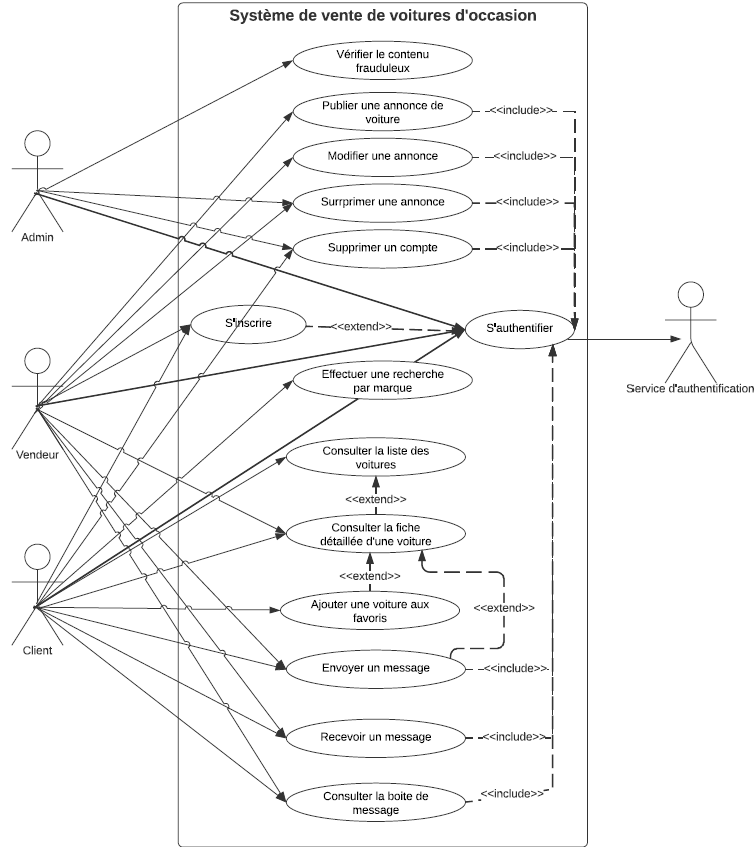 Système de vente de voitures d'occasion
Vérifier le contenu
frauduleux
Publier une annonce de
voiture
<<include>>
Modifier une annonce
<<include>>
Surrprimer une annonce
<<include>>
Admin
Supprimer un compte
<<include>>
S'inscrire
<<extend>>
S'authentifier
Effectuer une recherche
par marque
Service d'authentification
Vendeur
Consulter la liste des
voitures
<<extend>>
Consulter la fiche
détaillée d'une voiture
<<extend>>
Ajouter une voiture aux
favoris
<<extend>>
Client
Envoyer un message
<<include>>
Recevoir un message
<<include>>
Consulter la boite de
message
<<include>>